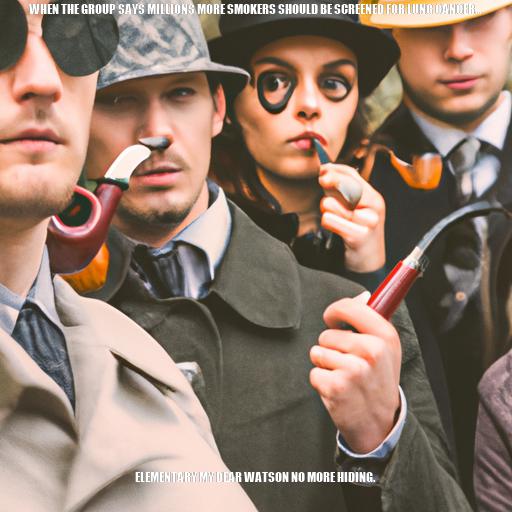 WHEN THE GROUP SAYS MILLIONS MORE SMOKERS SHOULD BE SCREENED FOR LUNG CANCER...
ELEMENTARY MY DEAR WATSON NO MORE HIDING.